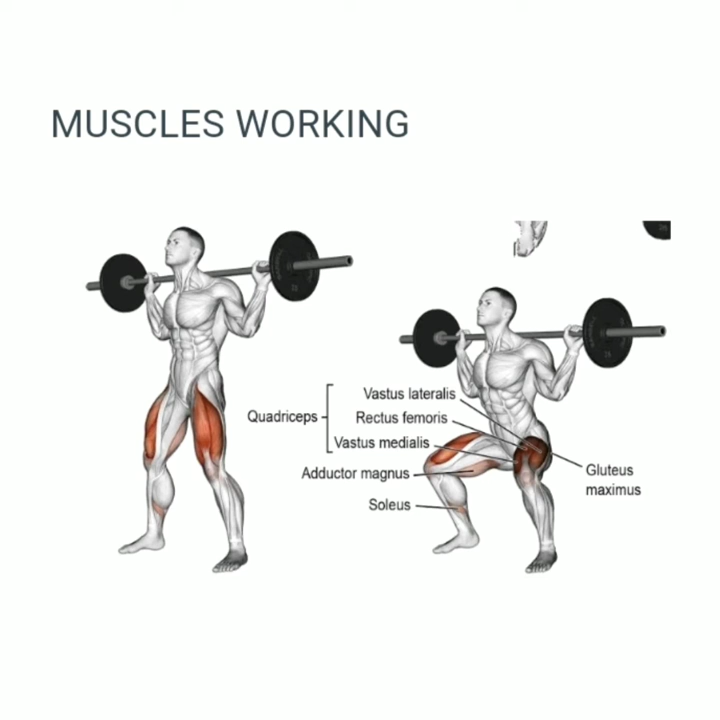 MUSCLES WORKING
Vastus lateralis
Quadriceps
Rectus femoris
Vastus medialis
Adductor magnus
Gluteus
maximus
Soleus